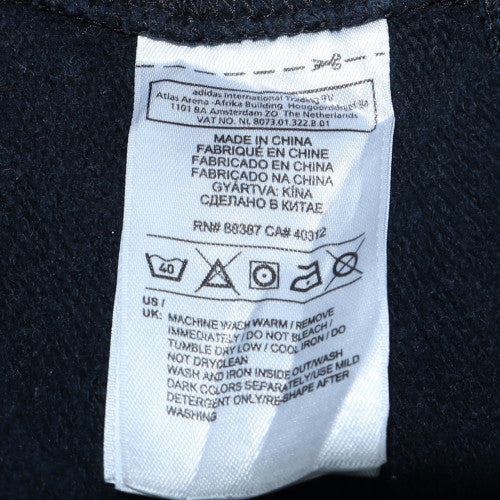 adidas International Trading BV
Atlas Arena -Afrika Building Hoogoorddreef 9a
1101 BA Amsterdam ZO The Netherlands
VAT NO. NL 8073.01.322.B.01
MADE IN CHINA
FABRIQUÉ EN CHINE
FABRICADO EN CHINA
FABRICADO NA CHINA
GYÁRTVA: KÍNA
СДЕЛАНО В КИТАЕ
RN# 88387 CA# 40312
40
US /
UK: MACHINE WASH WARM / REMOVE
IMMEDIATELY / DO NOT BLEACH /
TUMBLE DRY LOW / COOL IRON / DO
NOT DRYCLEAN
WASH AND IRON INSIDE OUT / WASH
DARK COLORS SEPARATELY / USE MILD
DETERGENT ONLY / RE-SHAPE AFTER
WASHING